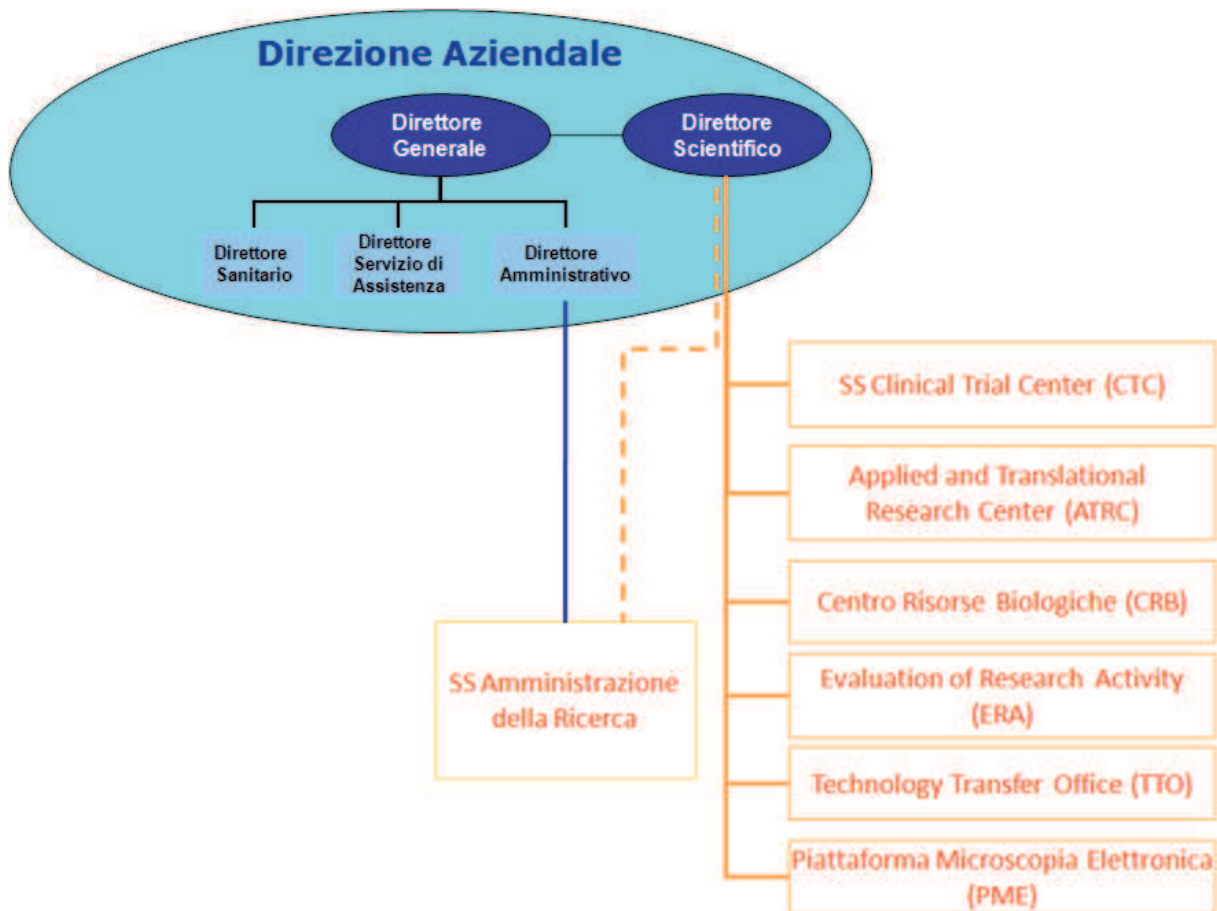 Direzione Aziendale
Direttore
Generale
Direttore
Scientifico
Direttore
Sanitario
Direttore
Servizio di
Assistenza
Direttore
Amministrativo
SS Clinical Trial Center (CTC)
Applied and Translational
Research Center (ATRC)
Centro Risorse Biologiche (CRB)
SS Amministrazione
della Ricerca
Evaluation of Research Activity
(ERA)
Technology Transfer Office (TTO)
Piattaforma Microscopia Elettronica
(PME)